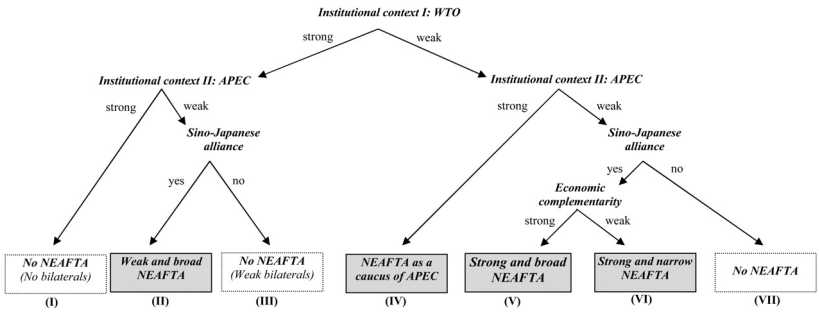 Institutional context I: WTO
strong
weak
Institutional context II: APEC
Institutional context II: APEC
strong
weak
strong
weak
Sino-Japanese
alliance
Sino-Japanese
alliance
yes
no
yes
no
Economic
complementarity
strong
weak
No NEAFTA
(No bilaterals)
Weak and broad
NEAFTA
No NEAFTA
(Weak bilaterals)
NEAFTA as a
caucus of APEC
Strong and broad
NEAFTA
Strong and narrow
NEAFTA
No NEAFTA
(I)
(II)
(III)
(IV)
(V)
(VI)
(VII)